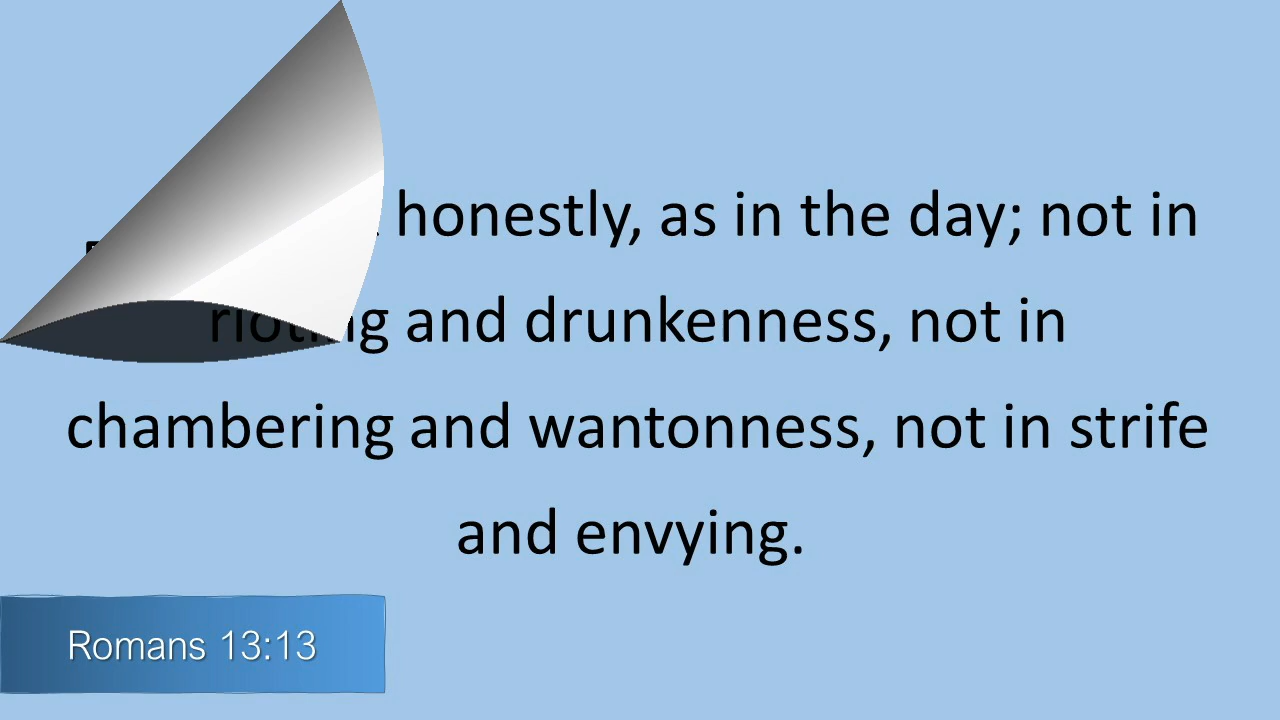 honestly, as in the day; not in
rioting and drunkenness, not in
chambering and wantonness, not in strife
and envying.
Romans 13:13